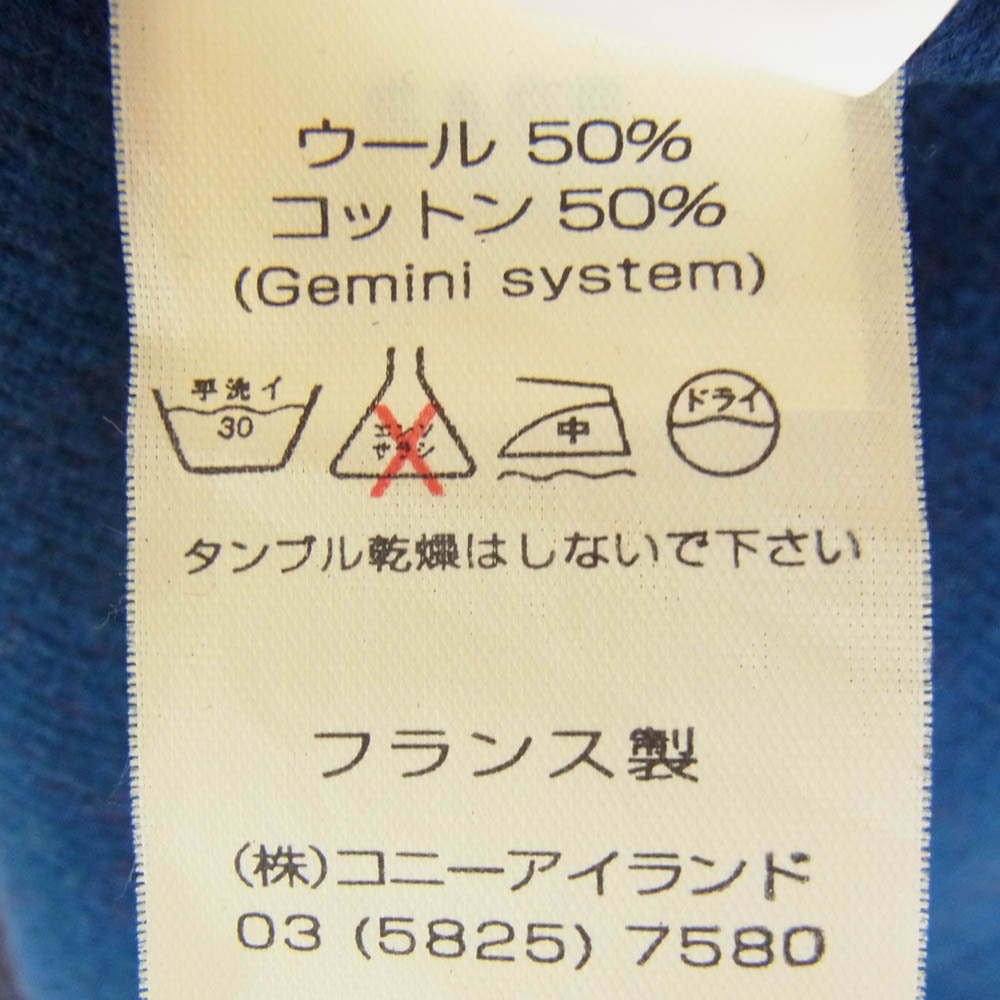 ウール 50%
コットン 50%
(Gemini system)
手洗イ
30
エンソ
サラシ
中
ドライ
タンブル乾燥はしないで下さい
フランス製
(株)コニーアイランド
03 (5825) 7580